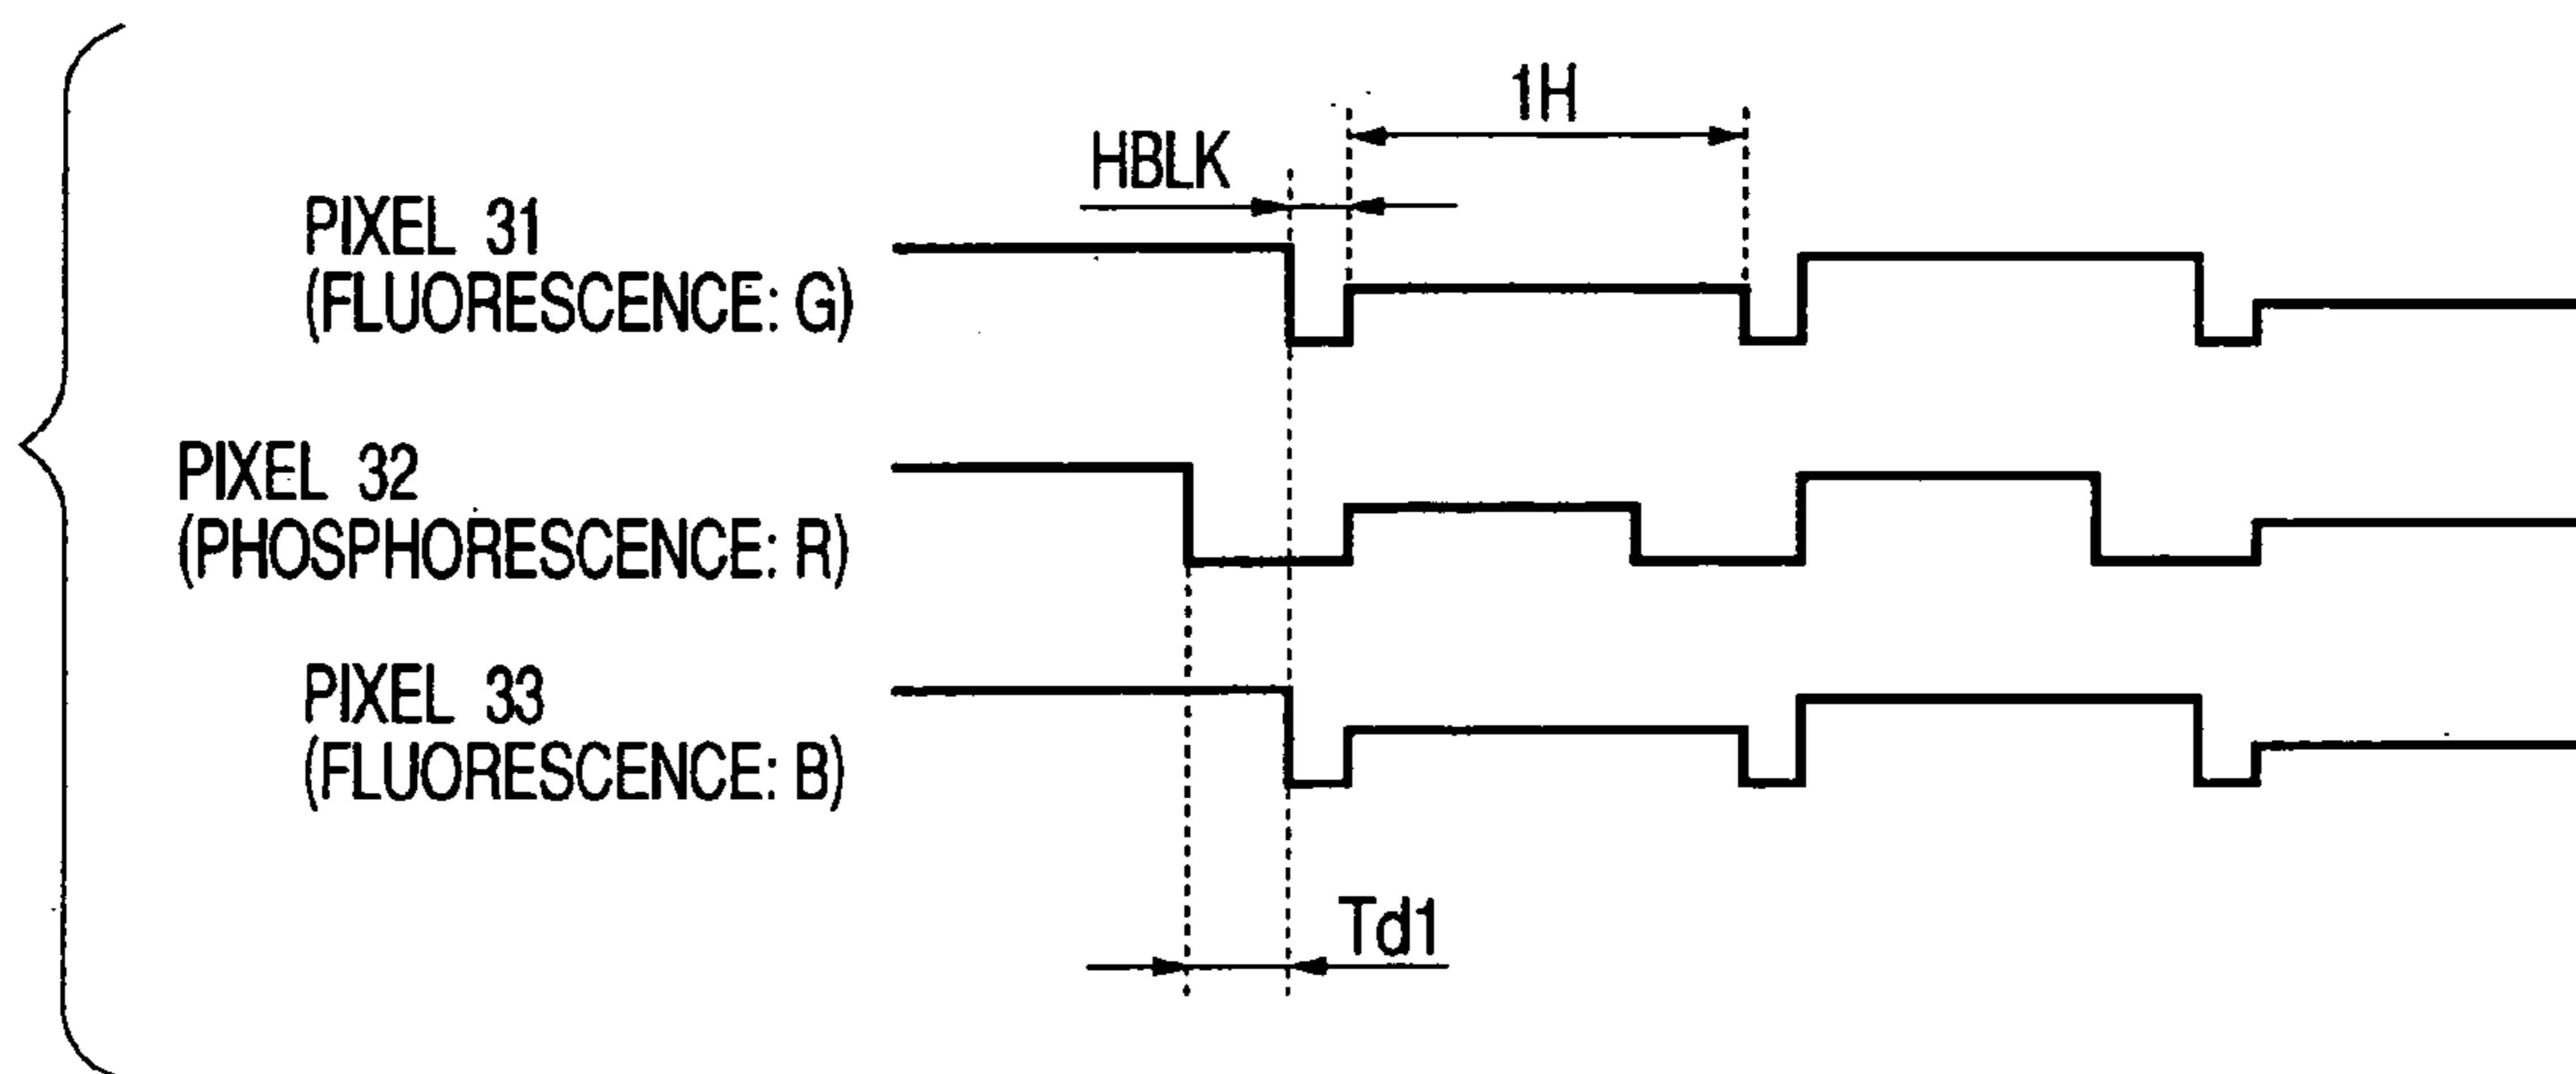 1H
HBLK
PIXEL 31
(FLUORESCENCE: G)
PIXEL 32
(PHOSPHORESCENCE: R)
PIXEL 33
(FLUORESCENCE: B)
Td1